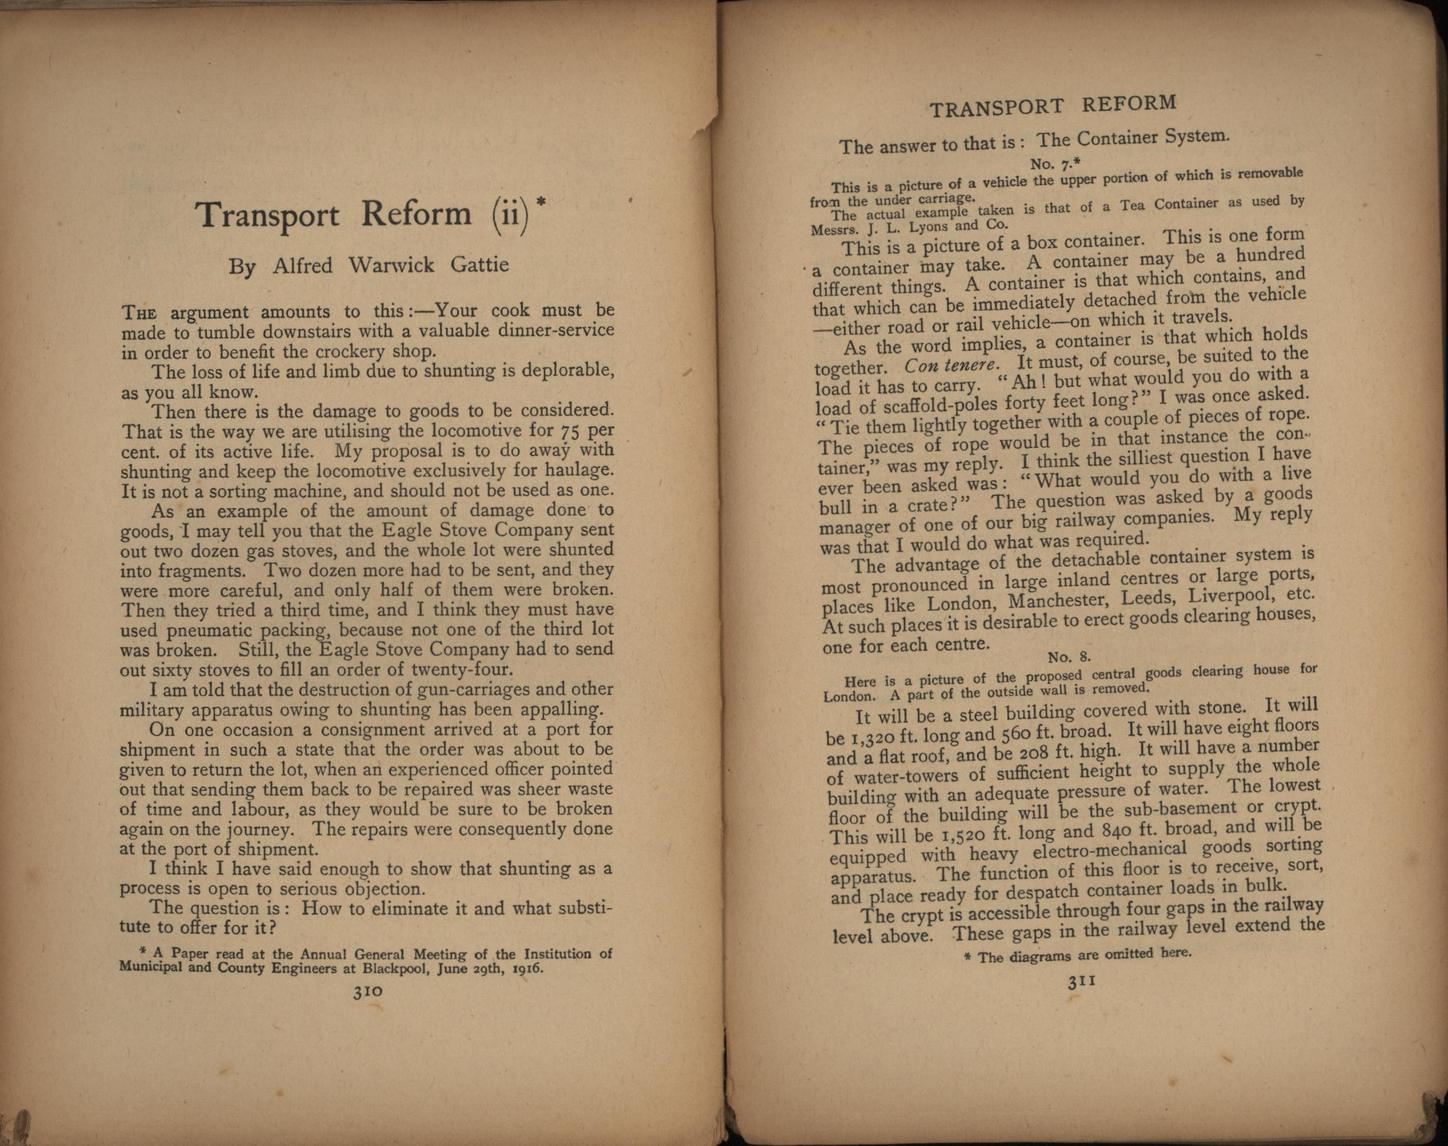 Transport Reform (ii)*
By Alfred Warwick Gattie
THE argument amounts to this:—Your cook must be
made to tumble downstairs with a valuable dinner-service
in order to benefit the crockery shop.
The loss of life and limb due to shunting is deplorable,
as you all know.
Then there is the damage to goods to be considered.
That is the way we are utilising the locomotive for 75 per
cent. of its active life. My proposal is to do away with
shunting and keep the locomotive exclusively for haulage.
It is not a sorting machine, and should not be used as one.
As an example of the amount of damage done to
goods, I may tell you that the Eagle Stove Company sent
out two dozen gas stoves, and the whole lot were shunted
into fragments. Two dozen more had to be sent, and they
were more careful, and only half of them were broken.
Then they tried a third time, and I think they must have
used pneumatic packing, because not one of the third lot
was broken. Still, the Eagle Stove Company had to send
out sixty stoves to fill an order of twenty-four.
I am told that the destruction of gun-carriages and other
military apparatus owing to shunting has been appalling.
On one occasion a consignment arrived at a port for
shipment in such a state that the order was about to be
given to return the lot, when an experienced officer pointed
out that sending them back to be repaired was sheer waste
of time and labour, as they would be sure to be broken
again on the journey. The repairs were consequently done
at the port of shipment.
I think I have said enough to show that shunting as a
process is open to serious objection.
The question is: How to eliminate it and what substi-
tute to offer for it?
* A Paper read at the Annual General Meeting of the Institution of
Municipal and County Engineers at Blackpool, June 29th, 1916.
310
TRANSPORT REFORM
The answer to that is: The Container System.
No. 7.*
This is a picture of a vehicle the upper portion of which is removable
from the under carriage.
The actual example taken is that of a Tea Container as used by
Messrs. J. L. Lyons and Co.
This is a picture of a box container. This is one form
a container may take. A container may be a hundred
different things. A container is that which contains, and
that which can be immediately detached from the vehicle
—either road or rail vehicle—on which it travels.
As the word implies, a container is that which holds
together. Con tenere. It must, of course, be suited to the
load it has to carry. "Ah! but what would you do with a
load of scaffold-poles forty feet long?" I was once asked.
"Tie them lightly together with a couple of pieces of rope.
The pieces of rope would be in that instance the con-
tainer," was my reply. I think the silliest question I have
ever been asked was: "What would you do with a live
bull in a crate?" The question was asked by a goods
manager of one of our big railway companies. My reply
was that I would do what was required.
The advantage of the detachable container system is
most pronounced in large inland centres or large ports,
places like London, Manchester, Leeds, Liverpool, etc.
At such places it is desirable to erect goods clearing houses,
one for each centre.
No. 8.
Here is a picture of the proposed central goods clearing house for
London. A part of the outside wall is removed.
It will be a steel building covered with stone. It will
be 1,320 ft. long and 560 ft. broad. It will have eight floors
and a flat roof, and be 208 ft. high. It will have a number
of water-towers of sufficient height to supply the whole
building with an adequate pressure of water. The lowest
floor of the building will be the sub-basement or crypt.
This will be 1,520 ft. long and 840 ft. broad, and will be
equipped with heavy electro-mechanical goods sorting
apparatus. The function of this floor is to receive, sort,
and place ready for despatch container loads in bulk.
The crypt is accessible through four gaps in the railway
level above. These gaps in the railway level extend the
* The diagrams are omitted here.
311